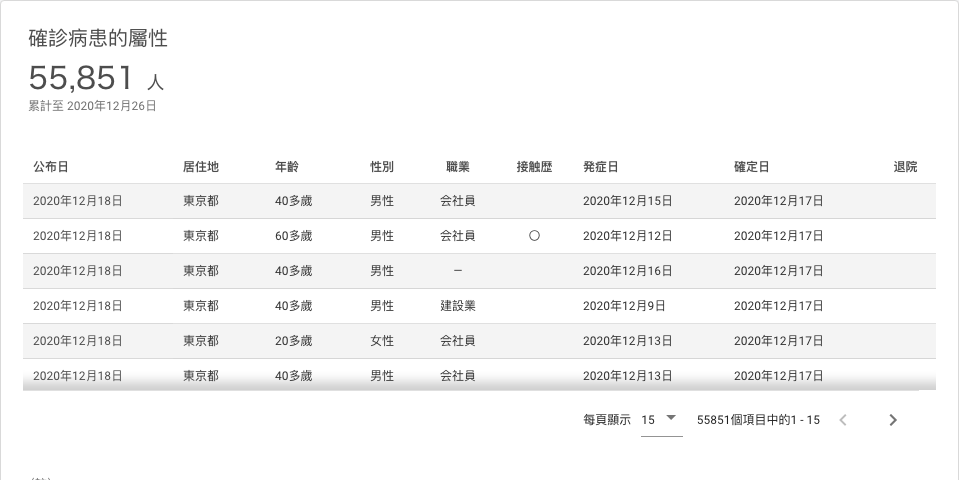 確診病患的屬性
55,851 人
累計至 2020年12月26日
公布日 居住地 年齡 性別 職業 接触歴 発症日 確定日 退院
2020年12月18日 東京都 40多歲 男性 会社員 2020年12月15日 2020年12月17日
2020年12月18日 東京都 60多歲 男性 会社員 〇 2020年12月12日 2020年12月17日
2020年12月18日 東京都 40多歲 男性 － 2020年12月16日 2020年12月17日
2020年12月18日 東京都 40多歲 男性 建設業 2020年12月9日 2020年12月17日
2020年12月18日 東京都 20多歲 女性 会社員 2020年12月13日 2020年12月17日
2020年12月18日 東京都 40多歲 男性 会社員 2020年12月13日 2020年12月17日
每頁顯示 15 55851個項目中的1 - 15